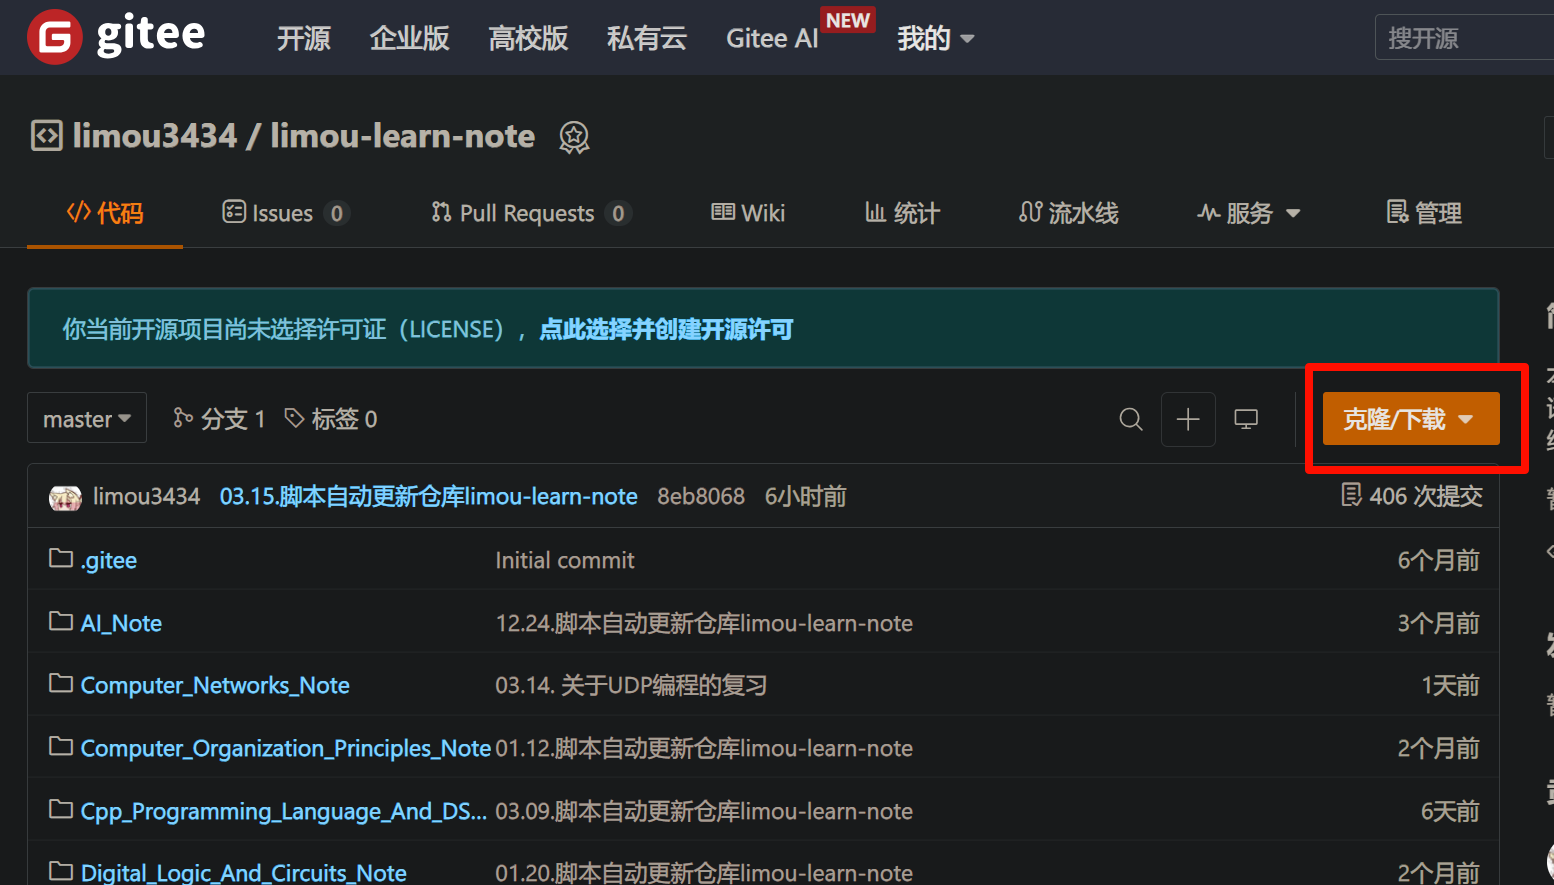 gitee 开源 企业版 高校版 私有云 Gitee AI NEW 我的 搜开源
limou3434 / limou-learn-note
代码 Issues 0 Pull Requests 0 Wiki 统计 流水线 服务 管理
你当前开源项目尚未选择许可证（LICENSE），点此选择并创建开源许可
master 分支 1 标签 0 克隆/下载
limou3434 03.15.脚本自动更新仓库limou-learn-note 8eb8068 6小时前 406 次提交
.gitee Initial commit 6个月前
AI_Note 12.24.脚本自动更新仓库limou-learn-note 3个月前
Computer_Networks_Note 03.14. 关于UDP编程的复习 1天前
Computer_Organization_Principles_Note 01.12.脚本自动更新仓库limou-learn-note 2个月前
Cpp_Programming_Language_And_DS... 03.09.脚本自动更新仓库limou-learn-note 6天前
Digital_Logic_And_Circuits_Note 01.20.脚本自动更新仓库limou-learn-note 2个月前